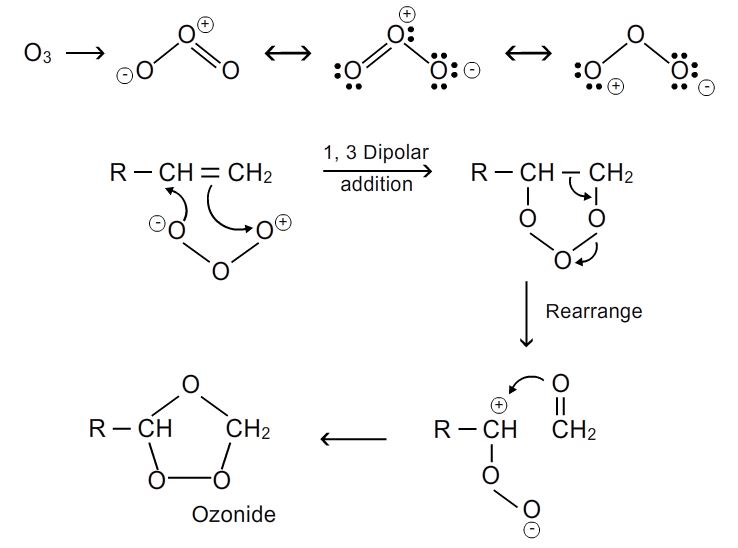 O₃ → ⊖O O⊕ O ↔ :O O⊕: O: ⊖ ↔ :O ⊕ O O: ⊖
R – CH = CH₂
⊖O O O⊕
1, 3 Dipolar
addition
R – CH – CH₂
O O
O
Rearrange
O
R – CH CH₂
O O
Ozonide
⊕ O
R – CH CH₂
O
O
⊖